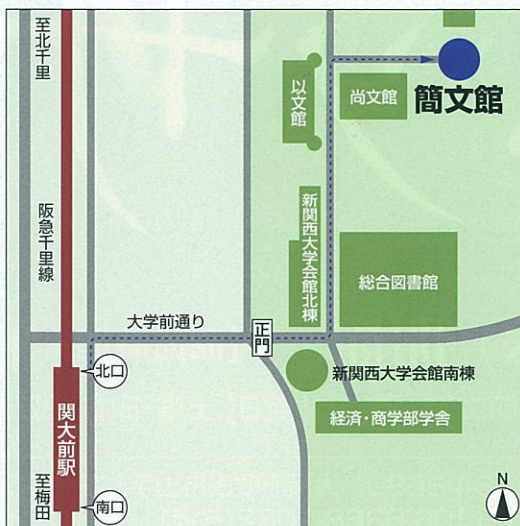 至北千里
阪急千里線
以文館
尚文館
簡文館
新関西大学会館北棟
総合図書館
大学前通り
正門
北口
新関西大学会館南棟
関大前駅
経済・商学部学舎
至梅田
南口
N